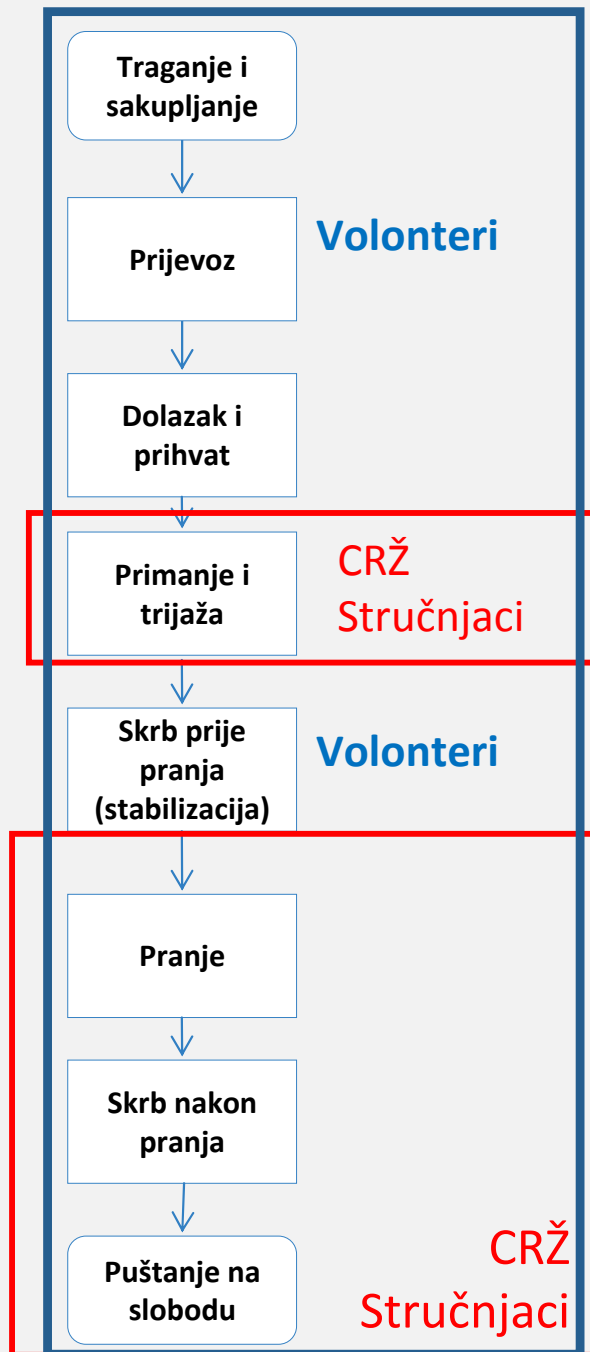 Traganje i
sakupljanje
Prijevoz
Volonteri
Dolazak i
prihvat
Primanje i
trijaža
CRŽ
Stručnjaci
Skrb prije
pranja
(stabilizacija)
Volonteri
Pranje
Skrb nakon
pranja
Puštanje na
slobodu
CRŽ
Stručnjaci